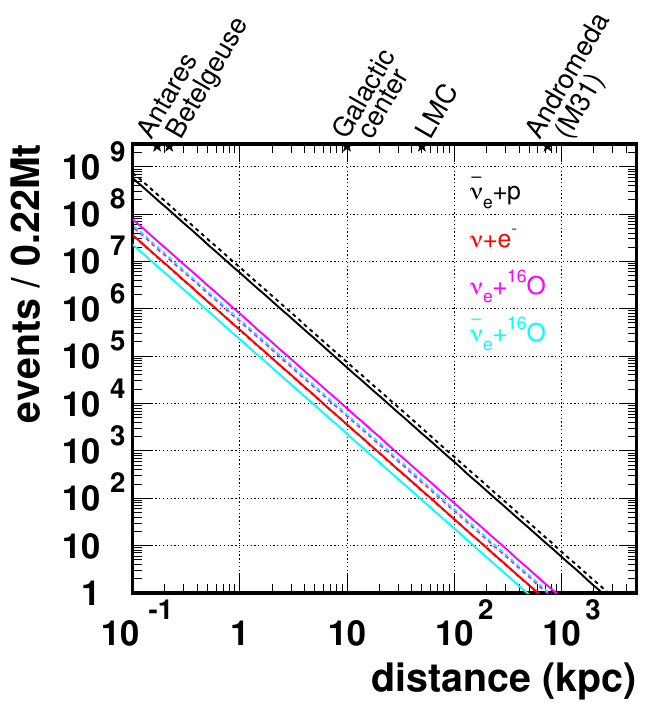 Antares
Betelgeuse
Galactic
center
LMC
Andromeda
(M31)
events / 0.22Mt
10 9
10 8
10 7
10 6
10 5
10 4
10 3
10 2
10
1
ν̅e+p
ν+e-
νe+16O
ν̅e+16O
10 -1
1
10
10 2
10 3
distance (kpc)